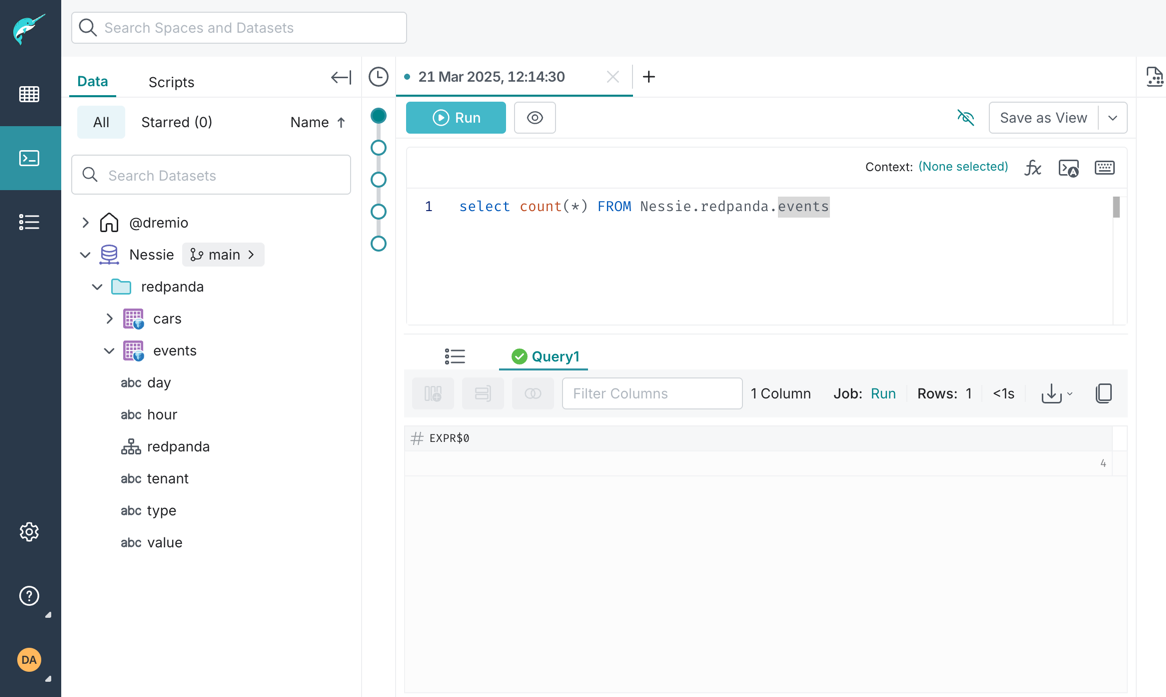 Search Spaces and Datasets
Data
Scripts
All
Starred (0)
Name
Search Datasets
@dremio
Nessie
main
redpanda
cars
events
abc day
abc hour
redpanda
abc tenant
abc type
abc value
DA
21 Mar 2025, 12:14:30
Run
Save as View
Context: (None selected)
fx
1 select count(*) FROM Nessie.redpanda.events
Query1
Filter Columns
1 Column
Job: Run
Rows: 1
<1s
# EXPR$0
4